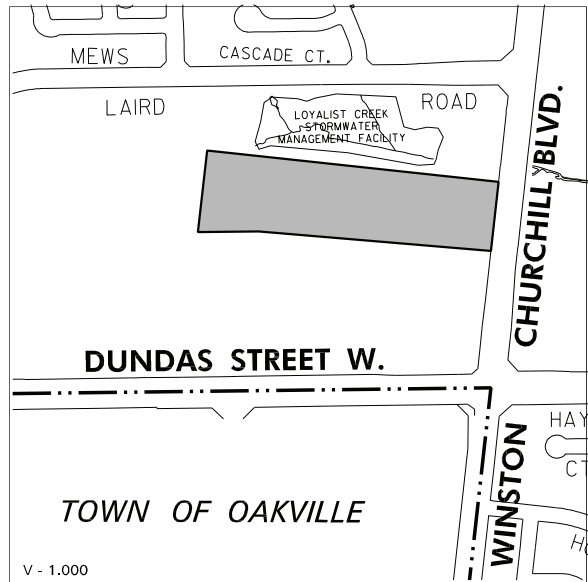 MEWS
CASCADE CT.
LAIRD ROAD
LOYALIST CREEK
STORMWATER
MANAGEMENT FACILITY
CHURCHILL BLVD.
DUNDAS STREET W.
HAY
CT
WINSTON
TOWN OF OAKVILLE
V - 1.000